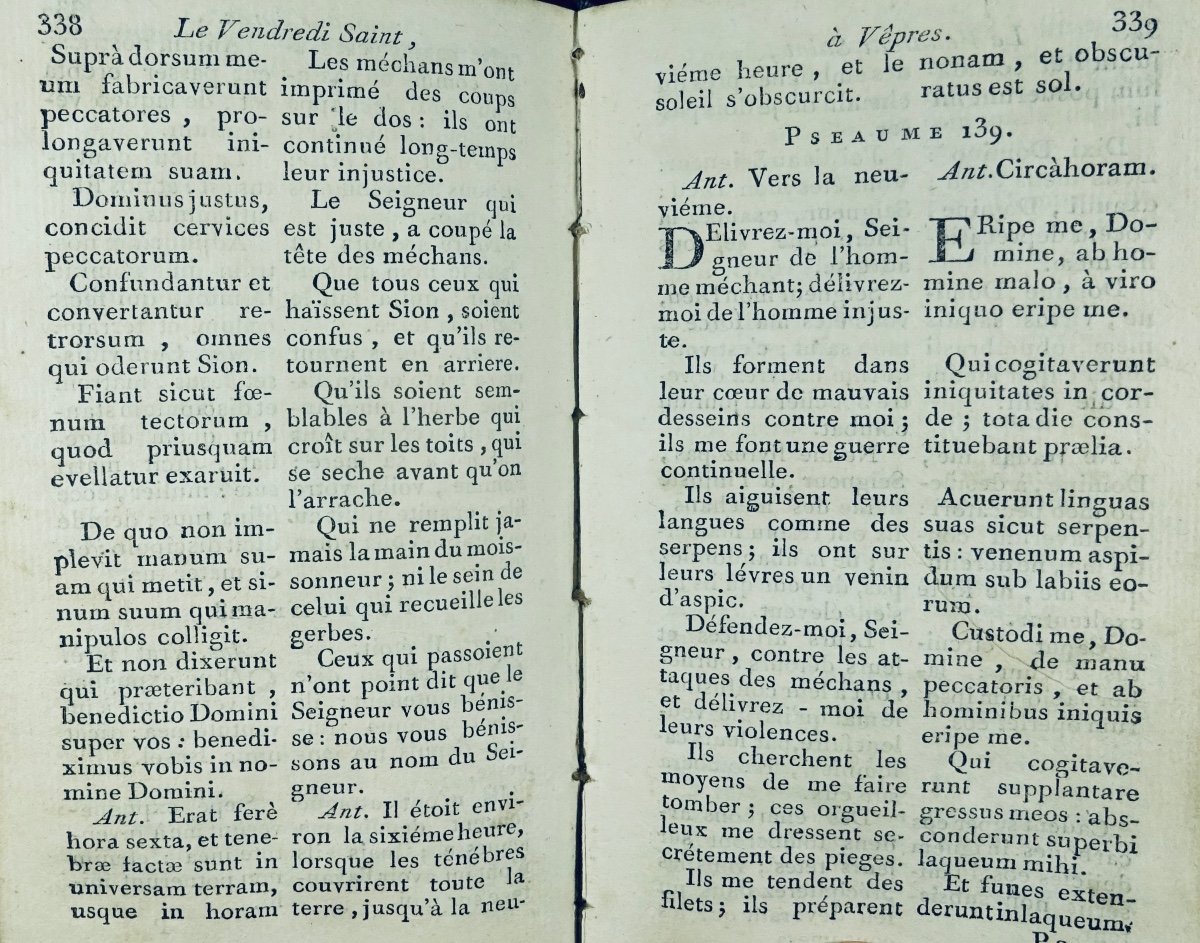 338
Le Vendredi Saint,
Suprà dorsum me-
um fabricaverunt
peccatores , pro-
longaverunt ini-
quitatem suam.
Dominus justus,
concidit cervices
peccatorum.
Confundantur et
convertantur re-
trorsum , omnes
qui oderunt Sion.
Fiant sicut fœ-
num tectorum ,
quod priusquam
evellatur exaruit.
De quo non im-
plevit manum su-
am qui metit, et si-
num suum qui ma-
nipulos colligit.
Et non dixerunt
qui præteribant ,
benedictio Domini
super vos : benedi-
ximus vobis in no-
mine Domini.
Ant. Erat ferè
hora sexta, et tene-
bræ factæ sunt in
universam terram,
usque in horam
Les méchans m'ont
imprimé des coups
sur le dos : ils ont
continué long-temps
leur injustice.
Le Seigneur qui
est juste , a coupé la
tête des méchans.
Que tous ceux qui
haïssent Sion , soient
confus , et qu'ils re-
tournent en arriere.
Qu'ils soient sem-
blables à l'herbe qui
croît sur les toits , qui
se seche avant qu'on
l'arrache.
Qui ne remplit ja-
mais la main du mois-
sonneur ; ni le sein de
celui qui recueille les
gerbes.
Ceux qui passoient
n'ont point dit que le
Seigneur vous bénis-
se : nous vous bénis-
sons au nom du Sei-
gneur.
Ant. Il étoit envi-
ron la sixiéme heure,
lorsque les ténébres
couvrirent toute la
terre , jusqu'à la neu-
à Vêpres.
339
viéme heure , et le
soleil s'obscurcit.
nonam , et obscu-
ratus est sol.
PSEAUME 139.
Ant. Vers la neu-
viéme.
DElivrez-moi, Sei-
gneur de l'hom-
me méchant; délivrez-
moi de l'homme injus-
te.
Ils forment dans
leur cœur de mauvais
desseins contre moi ;
ils me font une guerre
continuelle.
Ils aiguisent leurs
langues comme des
serpens ; ils ont sur
leurs lévres un venin
d'aspic.
Défendez-moi, Sei-
gneur , contre les at-
taques des méchans ,
et délivrez - moi de
leurs violences.
Ils cherchent les
moyens de me faire
tomber ; ces orgueil-
leux me dressent se-
crétement des pieges.
Ils me tendent des
filets; ils préparent
Ant. Circà horam.
ERipe me, Do-
mine, ab ho-
mine malo , à viro
iniquo eripe me.
Qui cogitaverunt
iniquitates in cor-
de ; tota die cons-
tituebant prælia.
Acuerunt linguas
suas sicut serpen-
tis : venenum aspi-
dum sub labiis eo-
rum.
Custodi me, Do-
mine , de manu
peccatoris , et ab
hominibus iniquis
eripe me.
Qui cogitave-
runt supplantare
gressus meos : abs-
conderunt superbi
laqueum mihi.
Et funes exten-
derunt in laqueum.